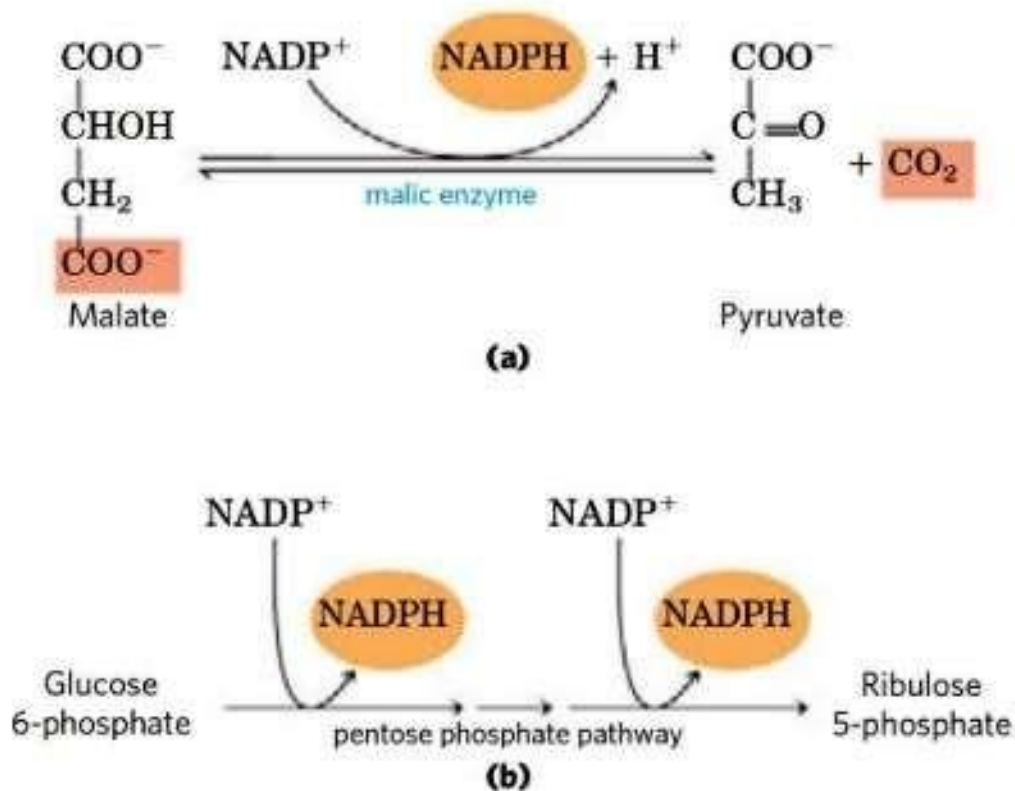 COO⁻ NADP⁺ NADPH + H⁺ COO⁻
CHOH C=O
malic enzyme + CO₂
CH₂ CH₃
COO⁻
Malate Pyruvate
(a)
NADP⁺ NADP⁺
NADPH NADPH
Glucose Ribulose
6-phosphate 5-phosphate
pentose phosphate pathway
(b)